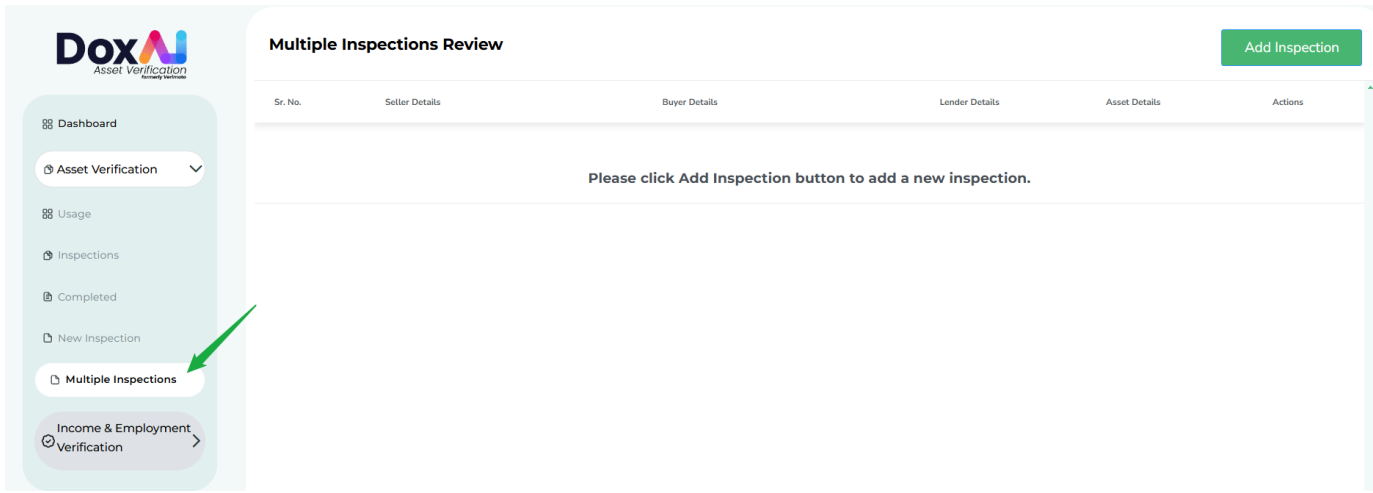 DoxAI
Asset Verification
formerly Verimoto
Dashboard
Asset Verification
Usage
Inspections
Completed
New Inspection
Multiple Inspections
Income & Employment
Verification
Multiple Inspections Review
Add Inspection
Sr. No. Seller Details Buyer Details Lender Details Asset Details Actions
Please click Add Inspection button to add a new inspection.